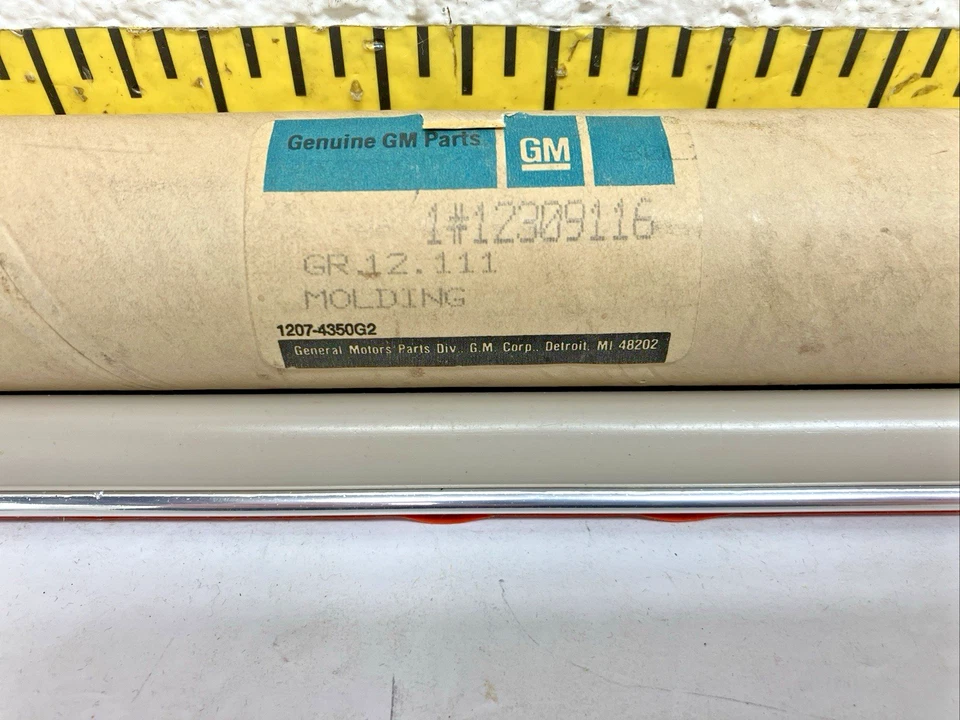 Genuine GM Parts
GM
1#12309116
GR.12.111
MOLDING
1207-4350G2
General Motors Parts Div., G.M. Corp., Detroit, MI 48202